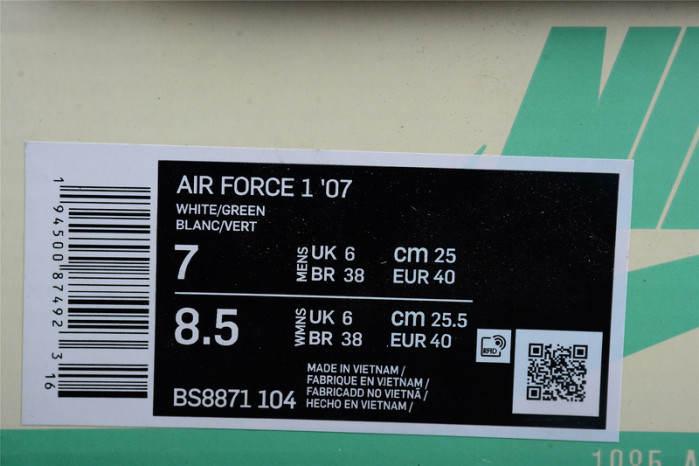 AIR FORCE 1 '07
WHITE/GREEN
BLANC/VERT
7 MENS UK 6 cm 25
BR 38 EUR 40
8.5 WMNS UK 6 cm 25.5
BR 38 EUR 40
RFID
MADE IN VIETNAM /
FABRIQUE EN VIETNAM /
FABRICADO NO VIETNÃ /
HECHO EN VIETNAM /
BS8871 104
1 94500 87492 3 16
1085 A